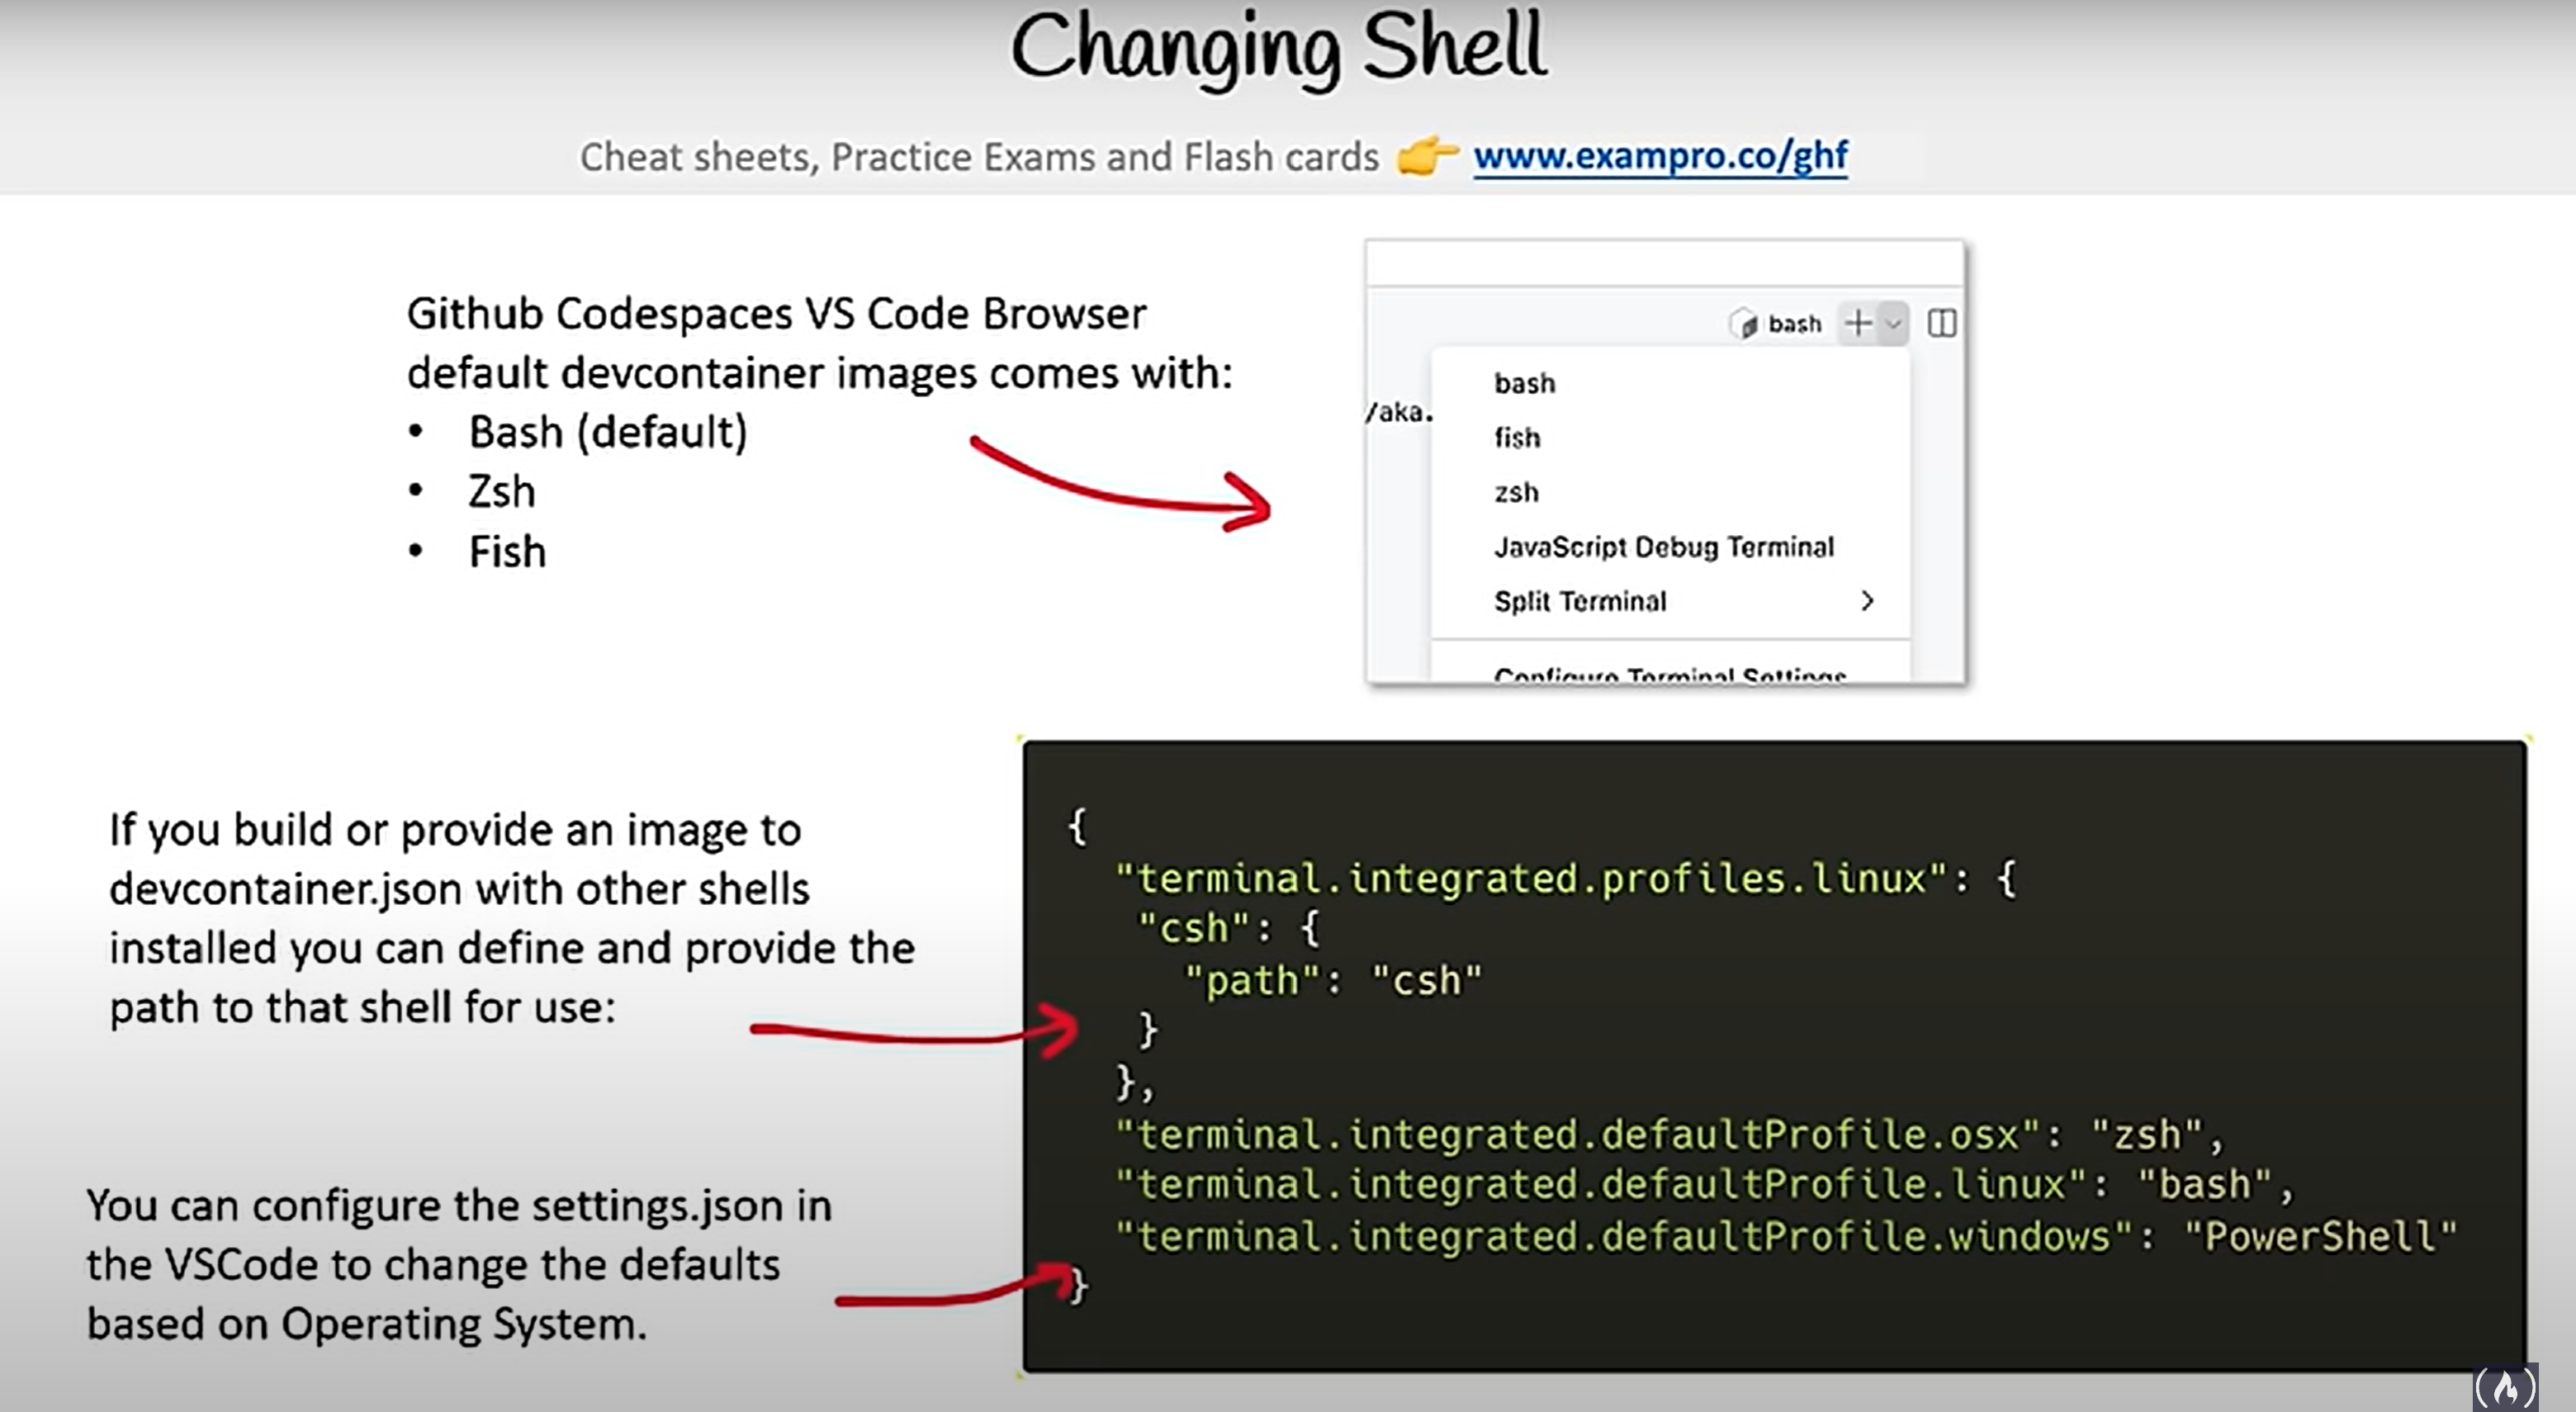 Changing Shell
Cheat sheets, Practice Exams and Flash cards 👉 www.exampro.co/ghf
Github Codespaces VS Code Browser
default devcontainer images comes with:
• Bash (default)
• Zsh
• Fish
bash
/aka.
bash
fish
zsh
JavaScript Debug Terminal
Split Terminal
Configure Terminal Settings
If you build or provide an image to
devcontainer.json with other shells
installed you can define and provide the
path to that shell for use:
You can configure the settings.json in
the VSCode to change the defaults
based on Operating System.
{
"terminal.integrated.profiles.linux": {
"csh": {
"path": "csh"
}
},
"terminal.integrated.defaultProfile.osx": "zsh",
"terminal.integrated.defaultProfile.linux": "bash",
"terminal.integrated.defaultProfile.windows": "PowerShell"
}